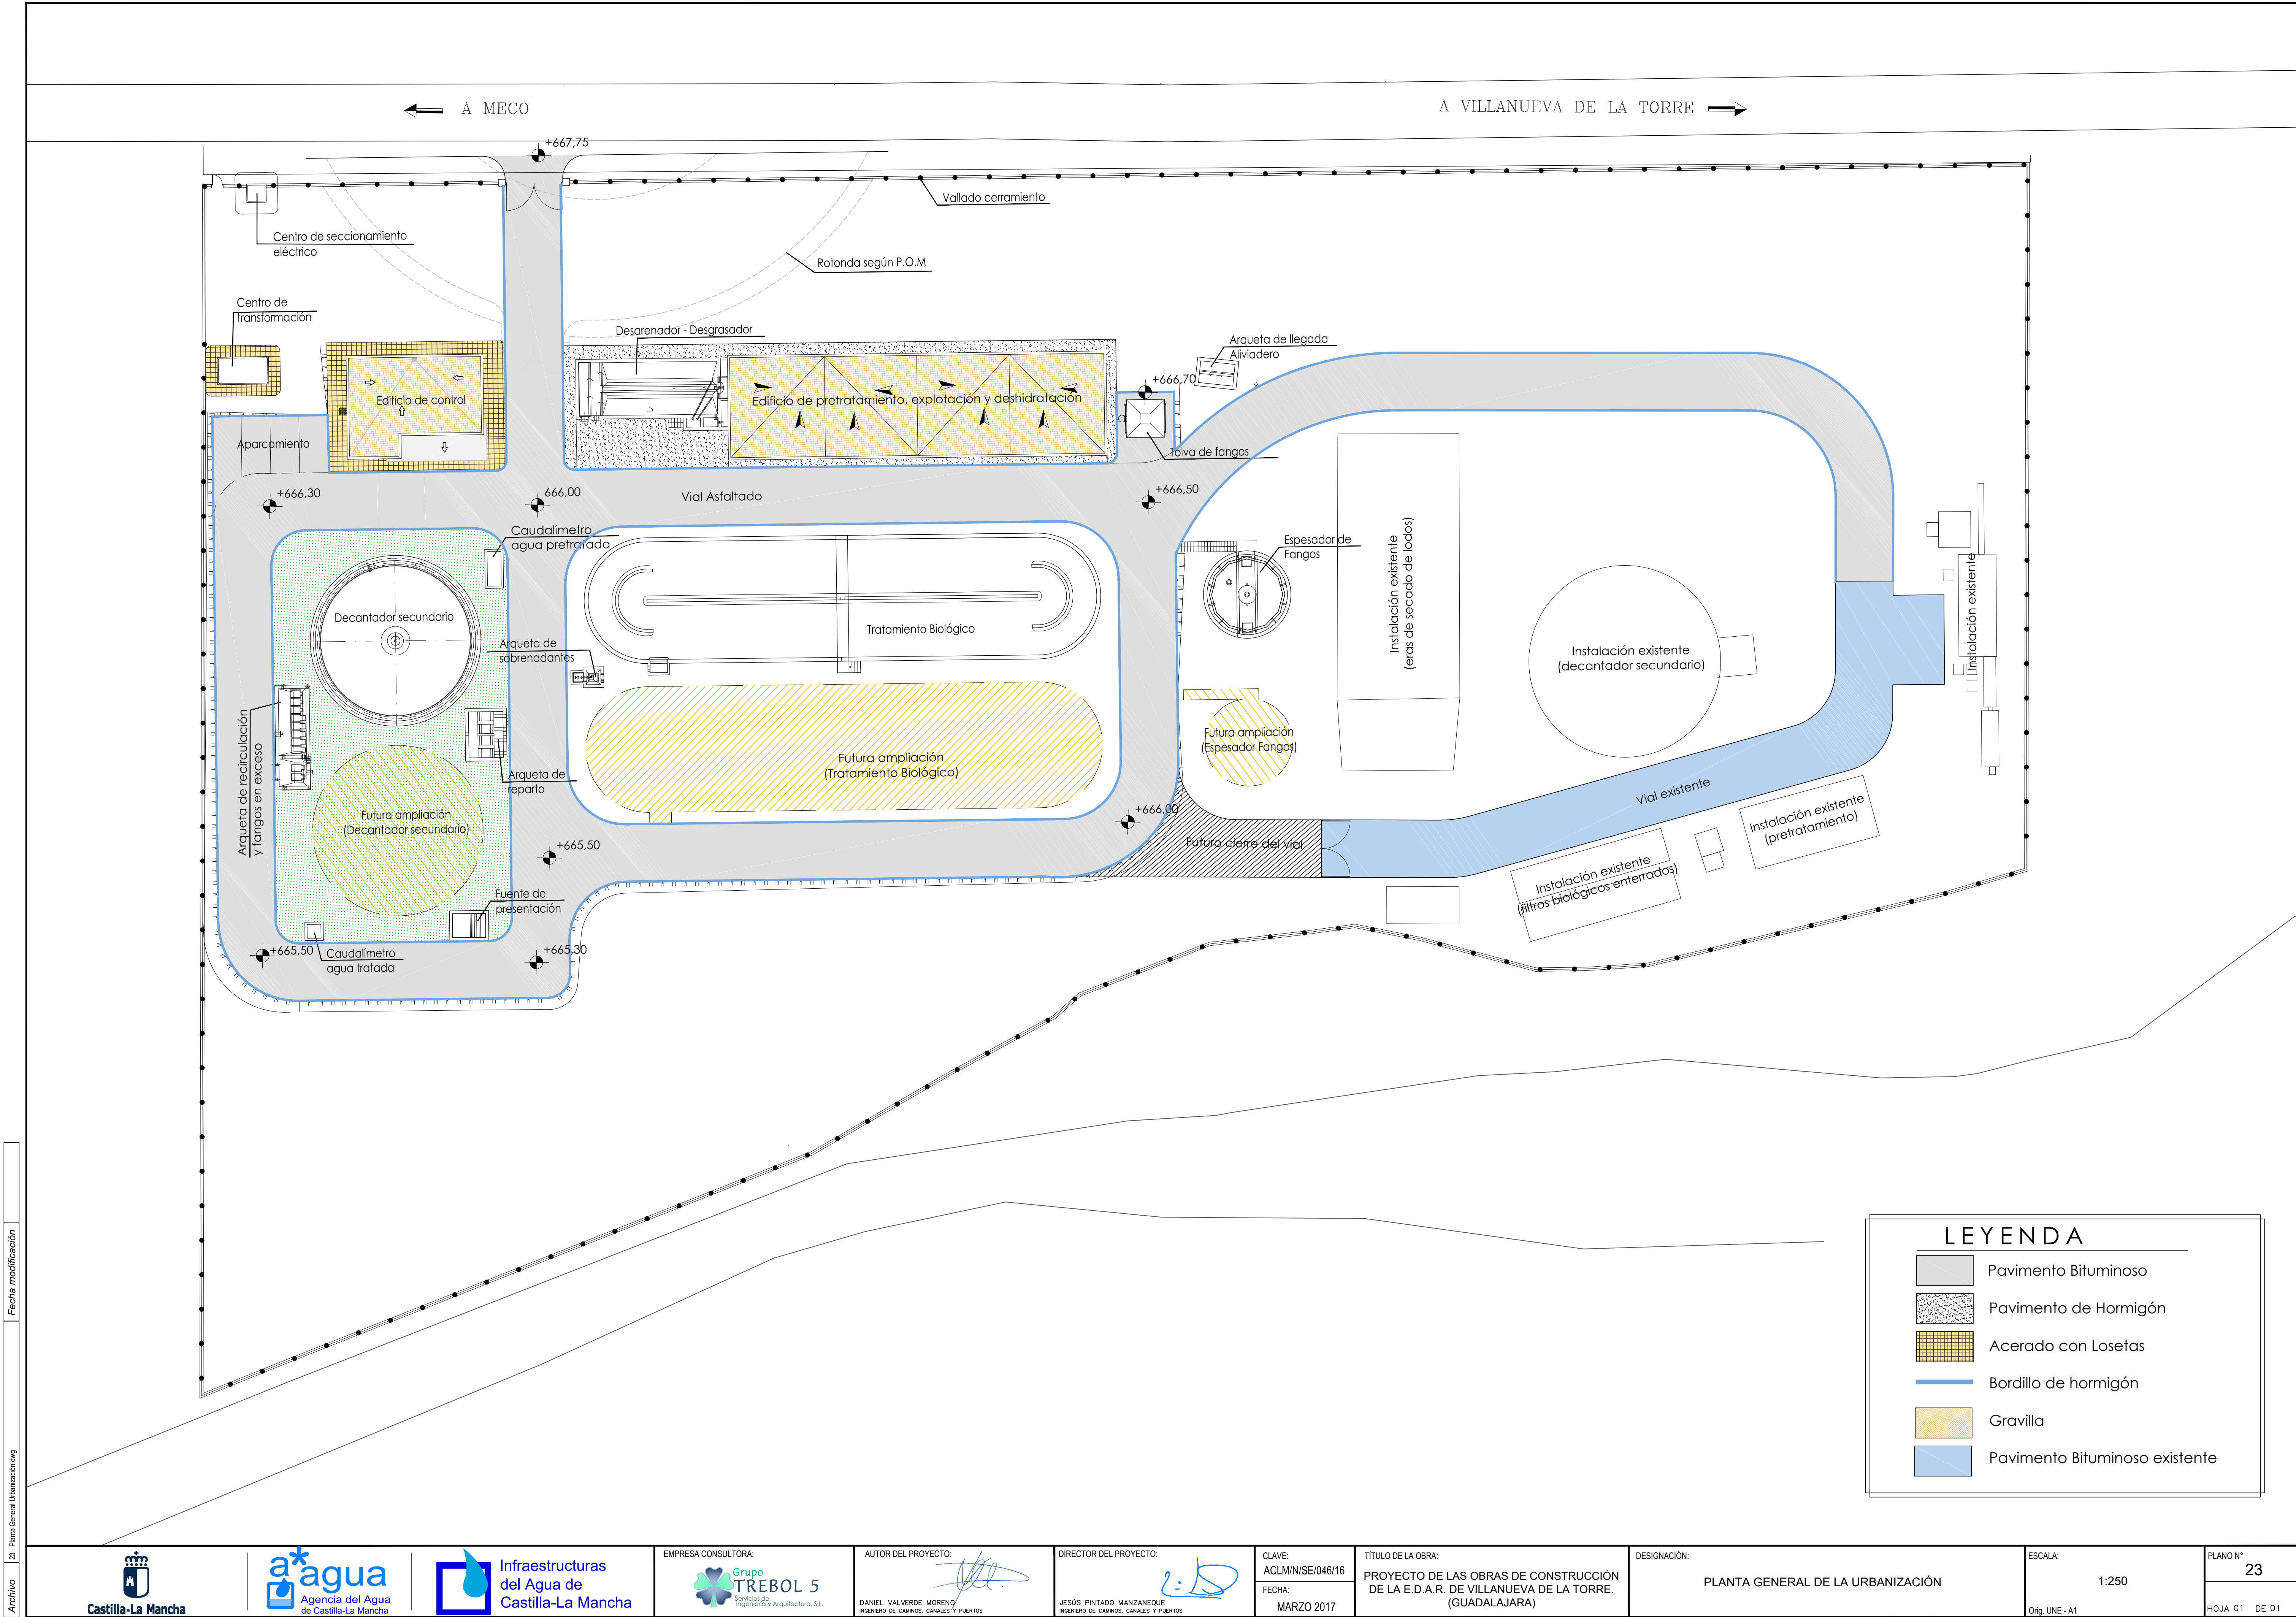 A MECO
A VILLANUEVA DE LA TORRE
+667,75
Vallado cerramiento
Centro de seccionamiento
eléctrico
Rotonda según P.O.M
Centro de
transformación
Desarenador - Desgrasador
Arqueta de llegada
Aliviadero
+666,70
Edificio de control
Edificio de pretratamiento, explotación y deshidratación
Aparcamiento
Tolva de fangos
+666,30
666,00
Vial Asfaltado
+666,50
Caudalímetro
agua pretratada
Espesador de
Fangos
Instalación existente
(eras de secado de lodos)
Instalación existente
Decantador secundario
Tratamiento Biológico
Arqueta de
sobrenadantes
Instalación existente
(decantador secundario)
Arqueta de recirculación
y fangos en exceso
Futura ampliación
(Espesador Fangos)
Futura ampliación
(Tratamiento Biológico)
Arqueta de
reparto
Vial existente
Futura ampliación
(Decantador secundario)
+666,00
Instalación existente
(pretratamiento)
Futuro cierre del vial
+665,50
Instalación existente
(filtros biológicos enterrados)
Fuente de
presentación
+665,50
Caudalímetro
agua tratada
+665,30
LEYENDA
Pavimento Bituminoso
Pavimento de Hormigón
Acerado con Losetas
Bordillo de hormigón
Gravilla
Pavimento Bituminoso existente
Fecha modificación
Archivo
23 - Planta General Urbanización.dwg
Castilla-La Mancha
a*agua
Agencia del Agua
de Castilla-La Mancha
Infraestructuras
del Agua de
Castilla-La Mancha
EMPRESA CONSULTORA:
Grupo
TREBOL 5
Servicios de
Ingeniería y Arquitectura, S.L.
AUTOR DEL PROYECTO:
DANIEL VALVERDE MORENO
INGENIERO DE CAMINOS, CANALES Y PUERTOS
DIRECTOR DEL PROYECTO:
JESÚS PINTADO MANZANEQUE
INGENIERO DE CAMINOS, CANALES Y PUERTOS
CLAVE:
ACLM/N/SE/046/16
FECHA:
MARZO 2017
TÍTULO DE LA OBRA:
PROYECTO DE LAS OBRAS DE CONSTRUCCIÓN
DE LA E.D.A.R. DE VILLANUEVA DE LA TORRE.
(GUADALAJARA)
DESIGNACIÓN:
PLANTA GENERAL DE LA URBANIZACIÓN
ESCALA:
1:250
Orig. UNE - A1
PLANO Nº
23
HOJA 01 DE 01